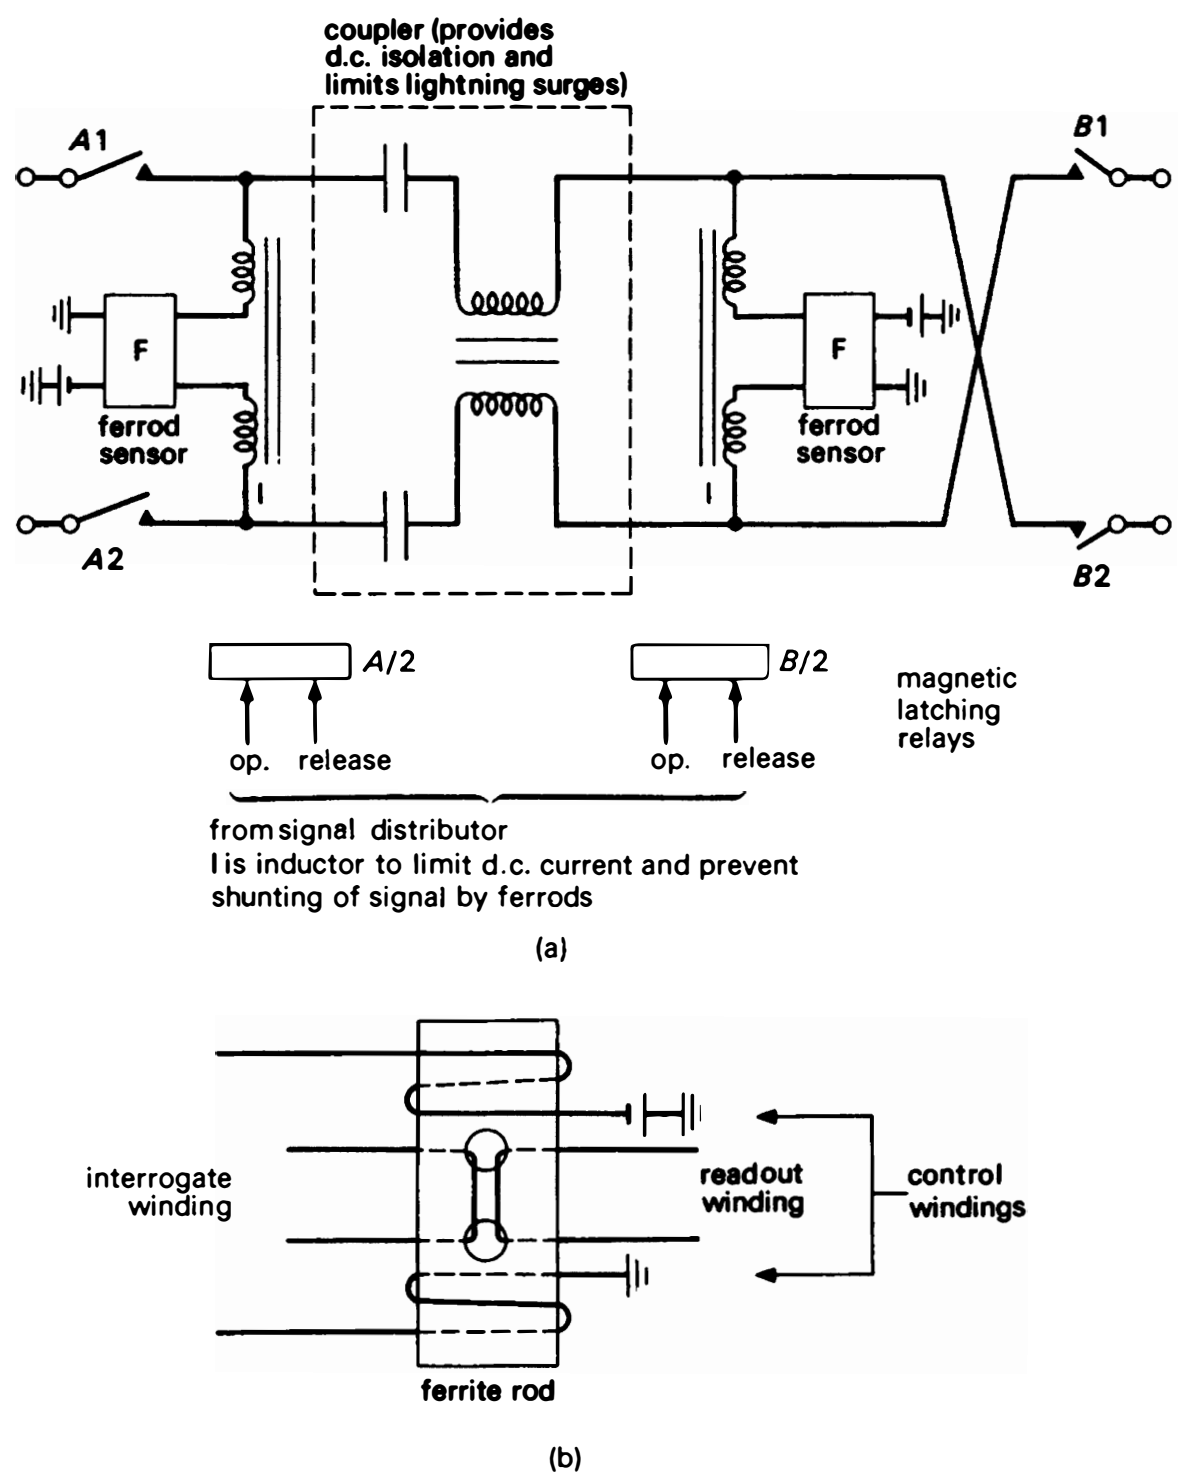 coupler (provides
d.c. isolation and
limits lightning surges)
A1
B1
F
F
ferrod
sensor
ferrod
sensor
I
I
A2
B2
A/2
B/2
magnetic
latching
relays
op.
release
op.
release
from signal distributor
I is inductor to limit d.c. current and prevent
shunting of signal by ferrods
(a)
interrogate
winding
readout
winding
control
windings
ferrite rod
(b)